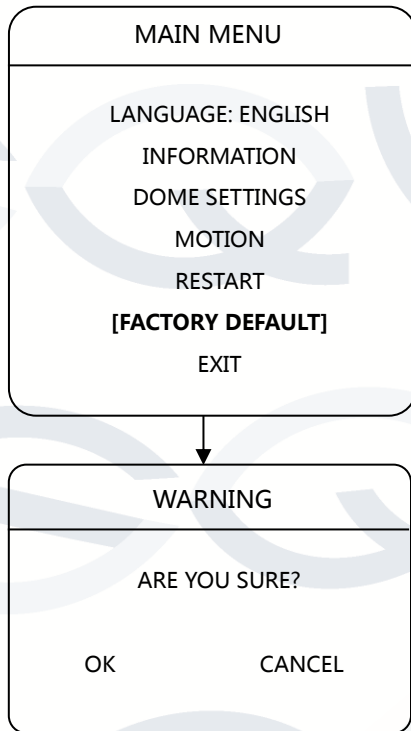 MAIN MENU
LANGUAGE: ENGLISH
INFORMATION
DOME SETTINGS
MOTION
RESTART
[FACTORY DEFAULT]
EXIT
WARNING
ARE YOU SURE?
OK CANCEL